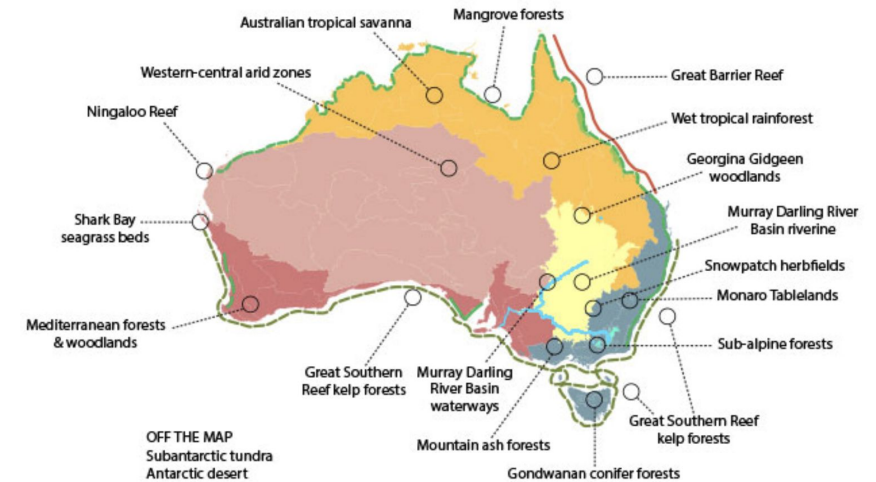 Mangrove forests
Australian tropical savanna
Western-central arid zones
Great Barrier Reef
Ningaloo Reef
Wet tropical rainforest
Georgina Gidgeen
woodlands
Shark Bay
seagrass beds
Murray Darling River
Basin riverine
Snowpatch herbfields
Monaro Tablelands
Mediterranean forests
& woodlands
Sub-alpine forests
Great Southern
Reef kelp forests
Murray Darling
River Basin
waterways
Great Southern Reef
kelp forests
Mountain ash forests
Gondwanan conifer forests
OFF THE MAP
Subantarctic tundra
Antarctic desert